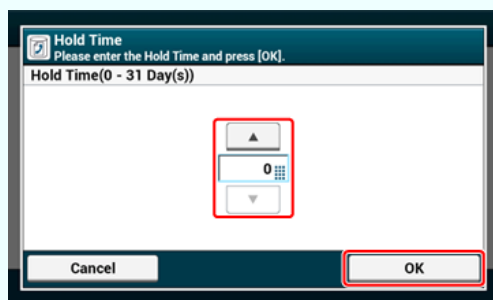 Hold Time
Please enter the Hold Time and press [OK].
Hold Time(0 - 31 Day(s))
▲
0
▼
Cancel
OK